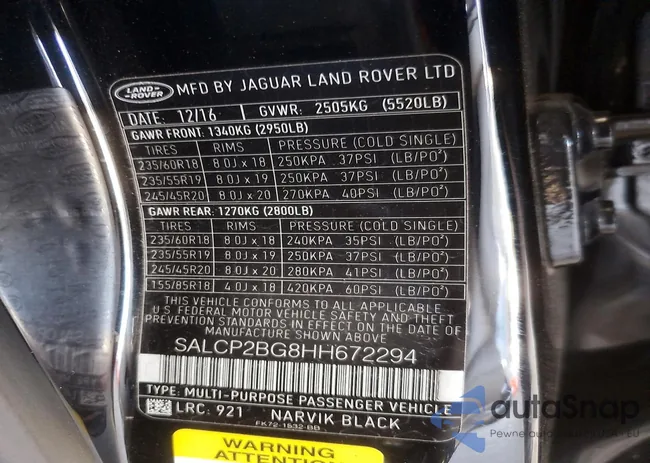 LAND ROVER MFD BY JAGUAR LAND ROVER LTD
DATE: 12/16 GVWR: 2505KG (5520LB)
GAWR FRONT: 1340KG (2950LB)
TIRES RIMS PRESSURE (COLD SINGLE)
235/60R18 8.0J x 18 250KPA 37PSI (LB/PO²)
235/55R19 8.0J x 19 250KPA 37PSI (LB/PO²)
245/45R20 8.0J x 20 270KPA 40PSI (LB/PO²)
GAWR REAR: 1270KG (2800LB)
TIRES RIMS PRESSURE (COLD SINGLE)
235/60R18 8.0J x 18 240KPA 35PSI (LB/PO²)
235/55R19 8.0J x 19 250KPA 37PSI (LB/PO²)
245/45R20 8.0J x 20 280KPA 41PSI (LB/PO²)
155/85R18 4.0J x 18 420KPA 60PSI (LB/PO²)
THIS VEHICLE CONFORMS TO ALL APPLICABLE
U.S FEDERAL MOTOR VEHICLE SAFETY AND THEFT
PREVENTION STANDARDS IN EFFECT ON THE DATE
OF MANUFACTURE SHOWN ABOVE
SALCP2BG8HH672294
TYPE: MULTI-PURPOSE PASSENGER VEHICLE
LRC: 921 NARVIK BLACK
FK72-1532-BB
WARNING
ATTENTION
autoSnap